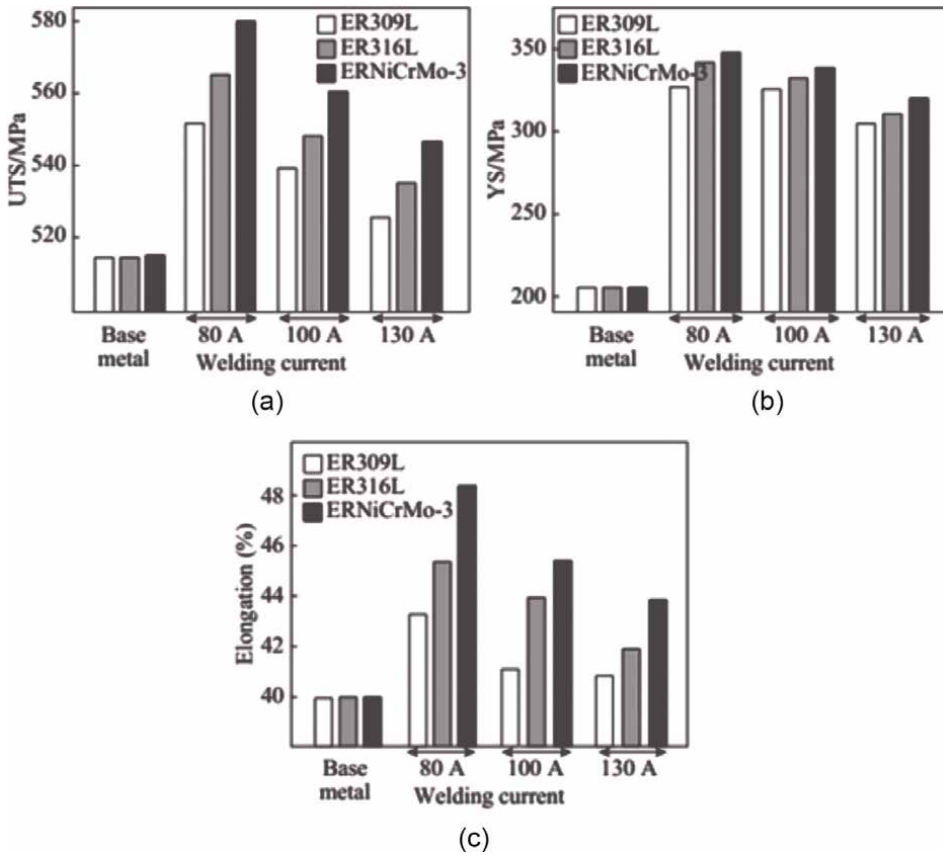 580
560
540
520
UTS/MPa
ER309L
ER316L
ERNiCrMo-3
Base
metal
80 A
100 A
130 A
Welding current
(a)
350
300
250
200
YS/MPa
ER309L
ER316L
ERNiCrMo-3
Base
metal
80 A
100 A
130 A
Welding current
(b)
48
46
44
42
40
Elongation (%)
ER309L
ER316L
ERNiCrMo-3
Base
metal
80 A
100 A
130 A
Welding current
(c)